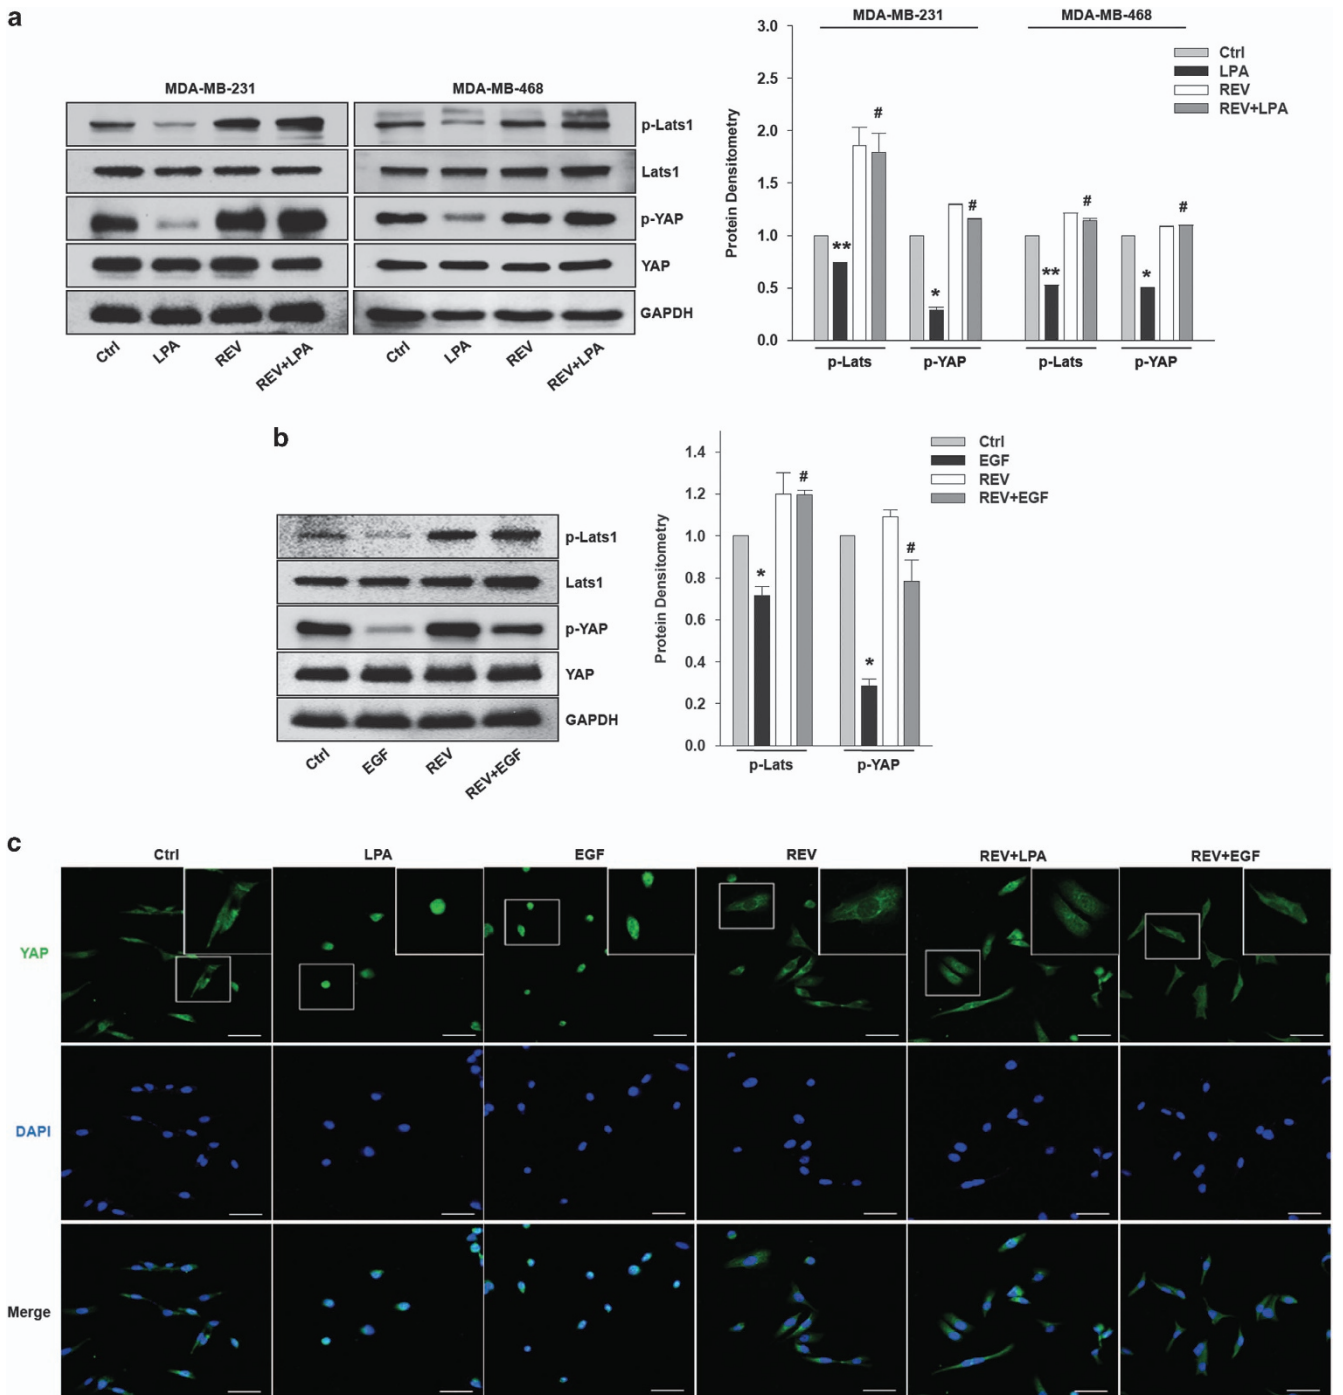 a
MDA-MB-231 MDA-MB-468
p-Lats1
Lats1
p-YAP
YAP
GAPDH
Ctrl LPA REV REV+LPA Ctrl LPA REV REV+LPA
MDA-MB-231 MDA-MB-468
Ctrl
LPA
REV
REV+LPA
Protein Densitometry
3.0
2.5
2.0
1.5
1.0
0.5
0.0
** # * # ** # * #
p-Lats p-YAP p-Lats p-YAP
b
p-Lats1
Lats1
p-YAP
YAP
GAPDH
Ctrl EGF REV REV+EGF
Ctrl
EGF
REV
REV+EGF
Protein Densitometry
1.4
1.2
1.0
0.8
0.6
0.4
0.2
0.0
* # * #
p-Lats p-YAP
c
Ctrl LPA EGF REV REV+LPA REV+EGF
YAP
DAPI
Merge